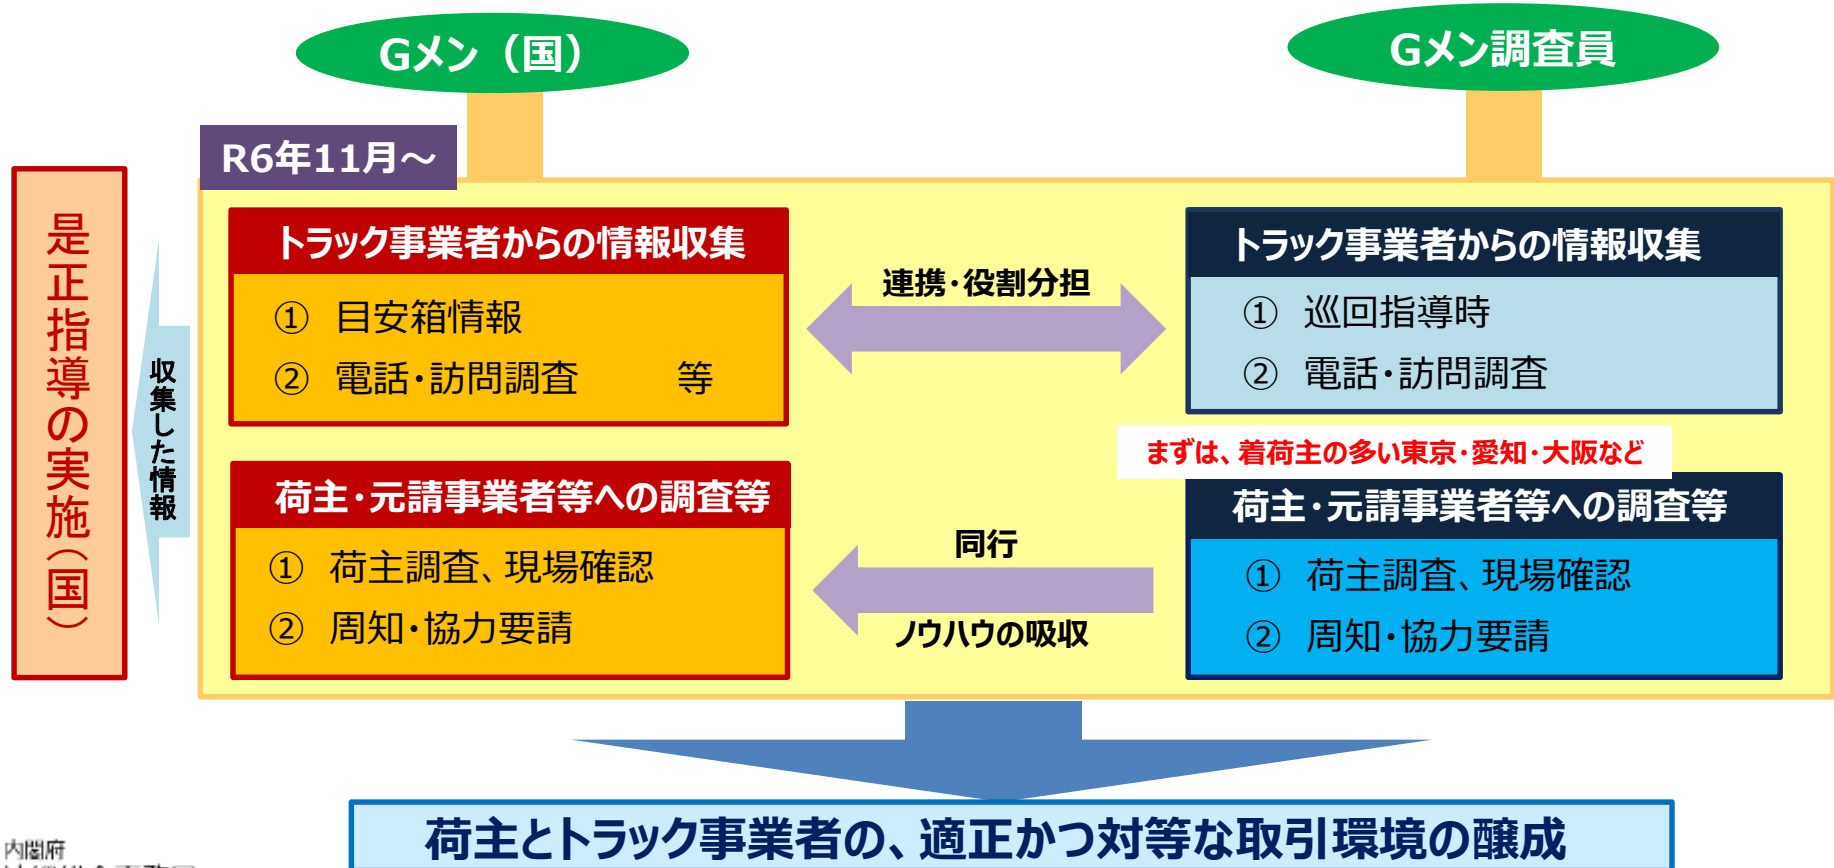 Gメン（国）
Gメン調査員
R6年11月～
是正指導の実施（国）
収集した情報
トラック事業者からの情報収集
① 目安箱情報
② 電話・訪問調査　　等
連携・役割分担
トラック事業者からの情報収集
① 巡回指導時
② 電話・訪問調査
まずは、着荷主の多い東京・愛知・大阪など
荷主・元請事業者等への調査等
① 荷主調査、現場確認
② 周知・協力要請
同行
ノウハウの吸収
荷主・元請事業者等への調査等
① 荷主調査、現場確認
② 周知・協力要請
荷主とトラック事業者の、適正かつ対等な取引環境の醸成
内閣府